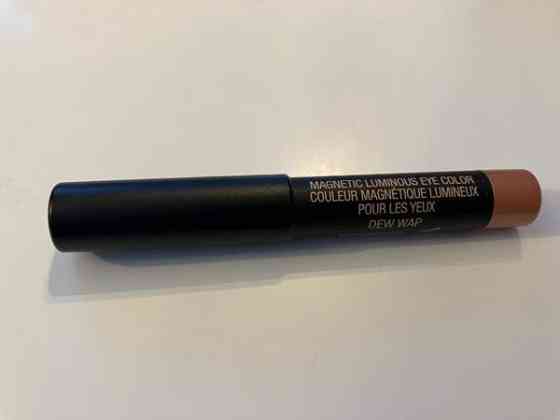 MAGNETIC LUMINOUS EYE COLOR
COULEUR MAGNÉTIQUE LUMINEUX
POUR LES YEUX
DEW WAP